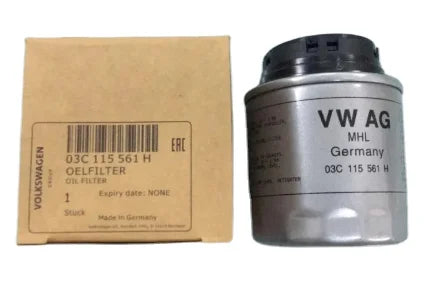 VOLKSWAGEN
GROUP
EAC
03C 115 561 H
OELFILTER
OIL FILTER
Expiry date: NONE
1
Stück
Made in Germany
VW AG
MHL
Germany
03C 115 561 H